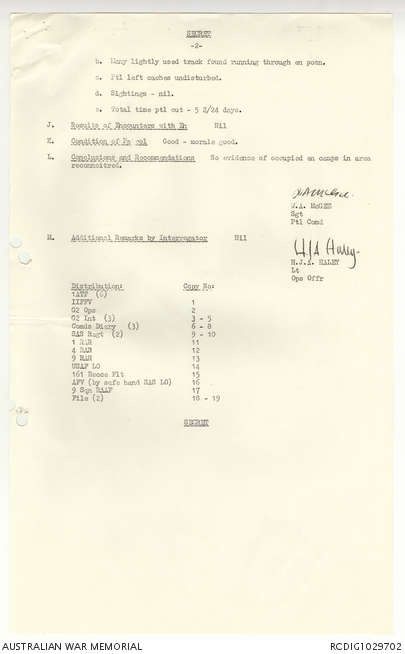 SECRET
-2-
b. Many lightly used track found running through en posn.
c. Ptl left caches undisturbed.
d. Sightings - nil.
e. Total time ptl out - 5 2/24 days.
J. Results of Encounters with En Nil
K. Condition of Patrol Good - morale good.
L. Conclusions and Recommendations No evidence of occupied en camps in area
reconnoitred.
J.A. McGEE
Sgt
Ptl Comd
M. Additional Remarks by Interrogator Nil
H.J.A. Haley.
H.J.A. HALEY
Lt
Ops Offr
Distribution: Copy No:
1ATF (6)
IIFFV 1
G2 Ops 2
G2 Int (3) 3 - 5
Comds Diary (3) 6 - 8
SAS Regt (2) 9 - 10
1 RAR 11
4 RAR 12
9 RAR 13
USAF LO 14
161 Recce Flt 15
AFV (by safe hand SAS LO) 16
9 Sqn RAAF 17
File (2) 18 - 19
SECRET
AUSTRALIAN WAR MEMORIAL RCDIG1029702